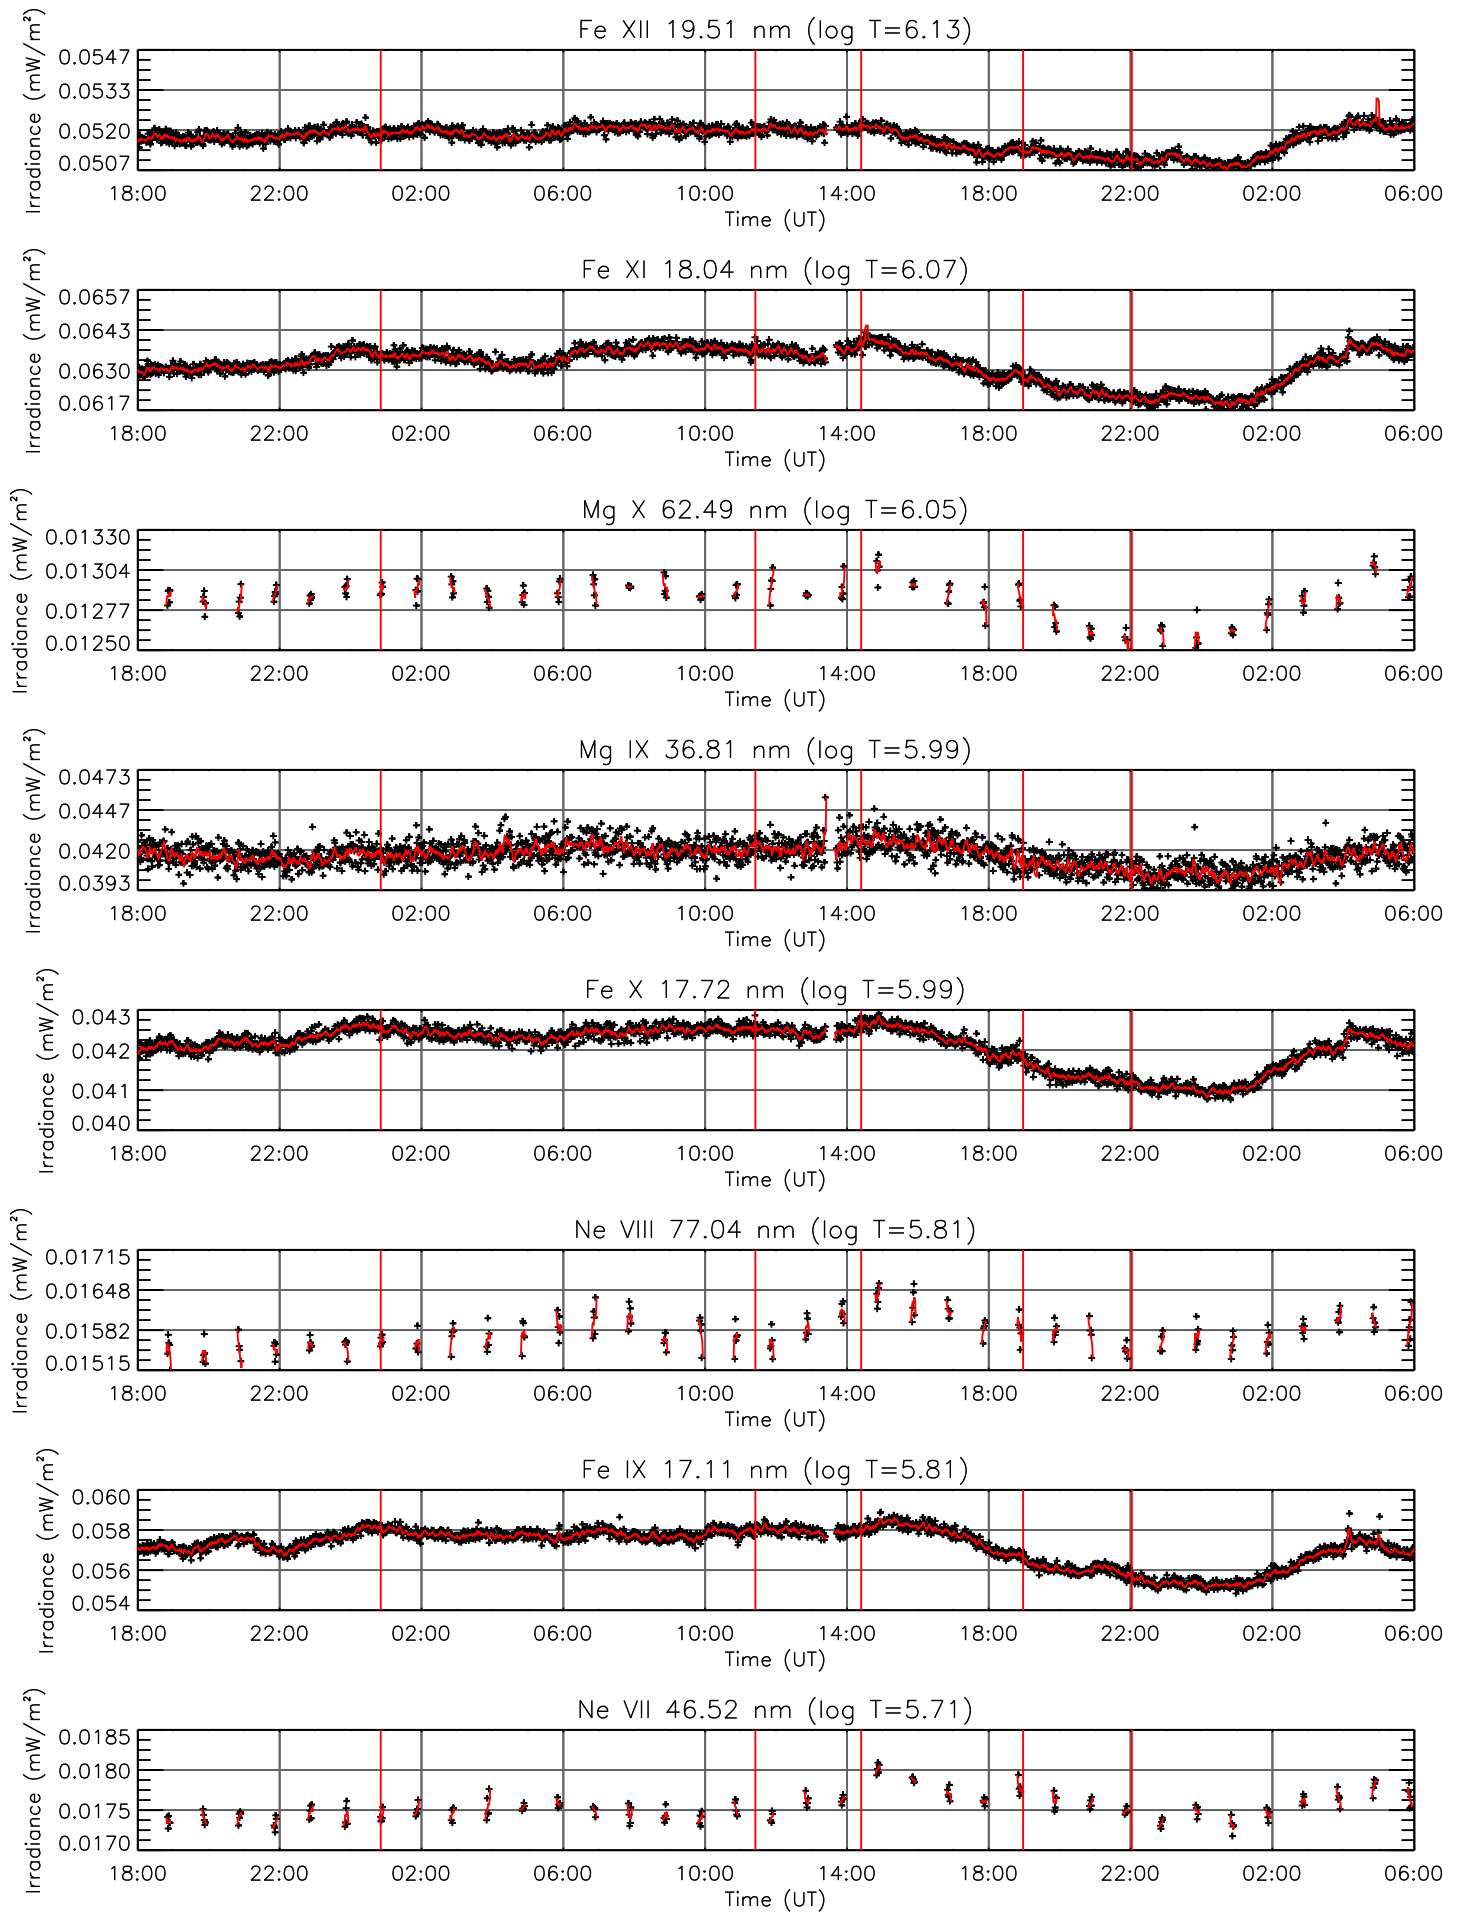 Fe XII 19.51 nm (log T=6.13)
Irradiance (mW/m²)
0.0547
0.0533
0.0520
0.0507
18:00 22:00 02:00 06:00 10:00 14:00 18:00 22:00 02:00 06:00
Time (UT)
Fe XI 18.04 nm (log T=6.07)
Irradiance (mW/m²)
0.0657
0.0643
0.0630
0.0617
18:00 22:00 02:00 06:00 10:00 14:00 18:00 22:00 02:00 06:00
Time (UT)
Mg X 62.49 nm (log T=6.05)
Irradiance (mW/m²)
0.01330
0.01304
0.01277
0.01250
18:00 22:00 02:00 06:00 10:00 14:00 18:00 22:00 02:00 06:00
Time (UT)
Mg IX 36.81 nm (log T=5.99)
Irradiance (mW/m²)
0.0473
0.0447
0.0420
0.0393
18:00 22:00 02:00 06:00 10:00 14:00 18:00 22:00 02:00 06:00
Time (UT)
Fe X 17.72 nm (log T=5.99)
Irradiance (mW/m²)
0.043
0.042
0.041
0.040
18:00 22:00 02:00 06:00 10:00 14:00 18:00 22:00 02:00 06:00
Time (UT)
Ne VIII 77.04 nm (log T=5.81)
Irradiance (mW/m²)
0.01715
0.01648
0.01582
0.01515
18:00 22:00 02:00 06:00 10:00 14:00 18:00 22:00 02:00 06:00
Time (UT)
Fe IX 17.11 nm (log T=5.81)
Irradiance (mW/m²)
0.060
0.058
0.056
0.054
18:00 22:00 02:00 06:00 10:00 14:00 18:00 22:00 02:00 06:00
Time (UT)
Ne VII 46.52 nm (log T=5.71)
Irradiance (mW/m²)
0.0185
0.0180
0.0175
0.0170
18:00 22:00 02:00 06:00 10:00 14:00 18:00 22:00 02:00 06:00
Time (UT)